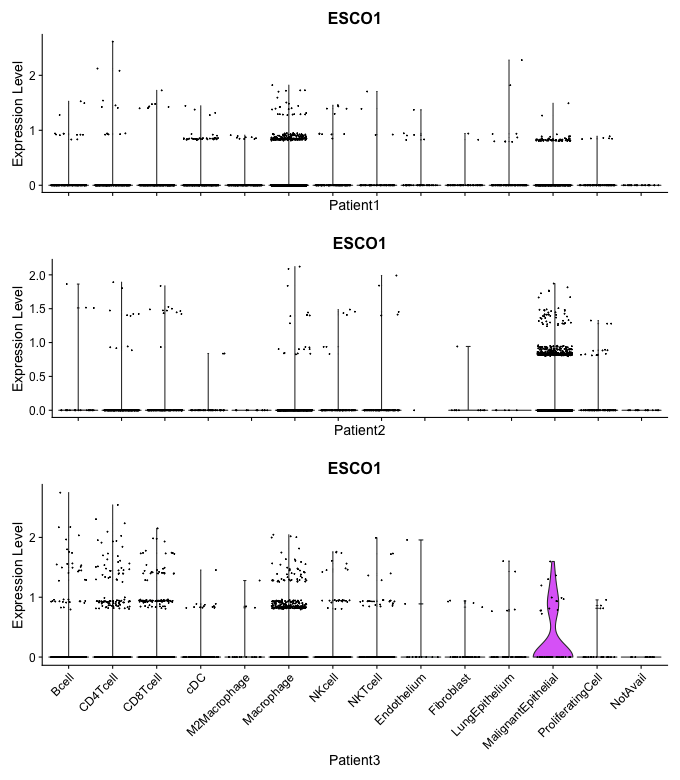 ESCO1
Expression Level
2
1
0
Patient1
ESCO1
Expression Level
2.0
1.5
1.0
0.5
0.0
Patient2
ESCO1
Expression Level
2
1
0
Bcell
CD4Tcell
CD8Tcell
cDC
M2Macrophage
Macrophage
NKcell
NKTcell
Endothelium
Fibroblast
LungEpithelium
MalignantEpithelial
ProliferatingCell
NotAvail
Patient3